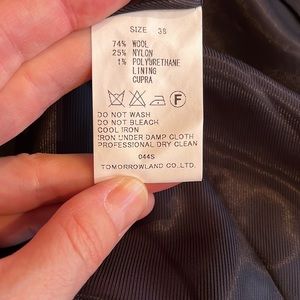 SIZE 38
74% WOOL
25% NYLON
1% POLYURETHANE
LINING
CUPRA
F
DO NOT WASH
DO NOT BLEACH
COOL IRON
IRON UNDER DAMP CLOTH
PROFESSIONAL DRY CLEAN
044S
TOMORROWLAND CO.,LTD.